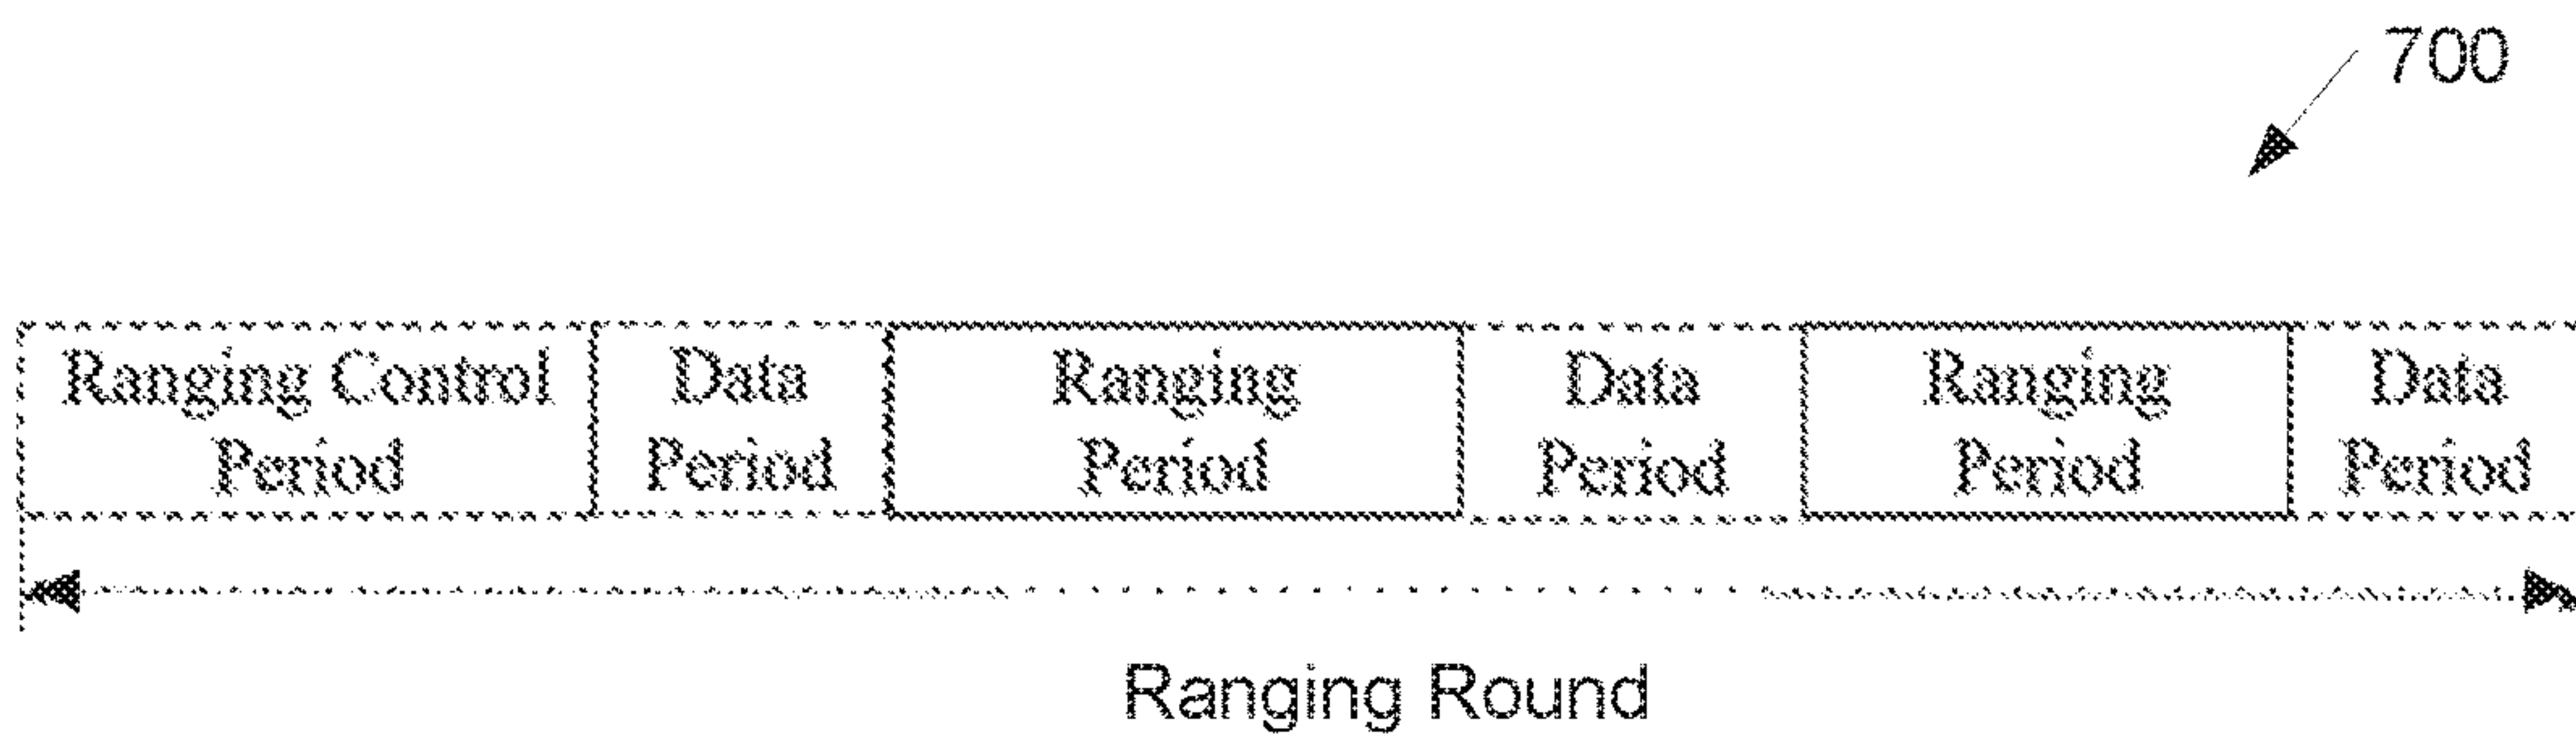 700
Ranging Control Period
Data Period
Ranging Period
Data Period
Ranging Period
Data Period
Ranging Round